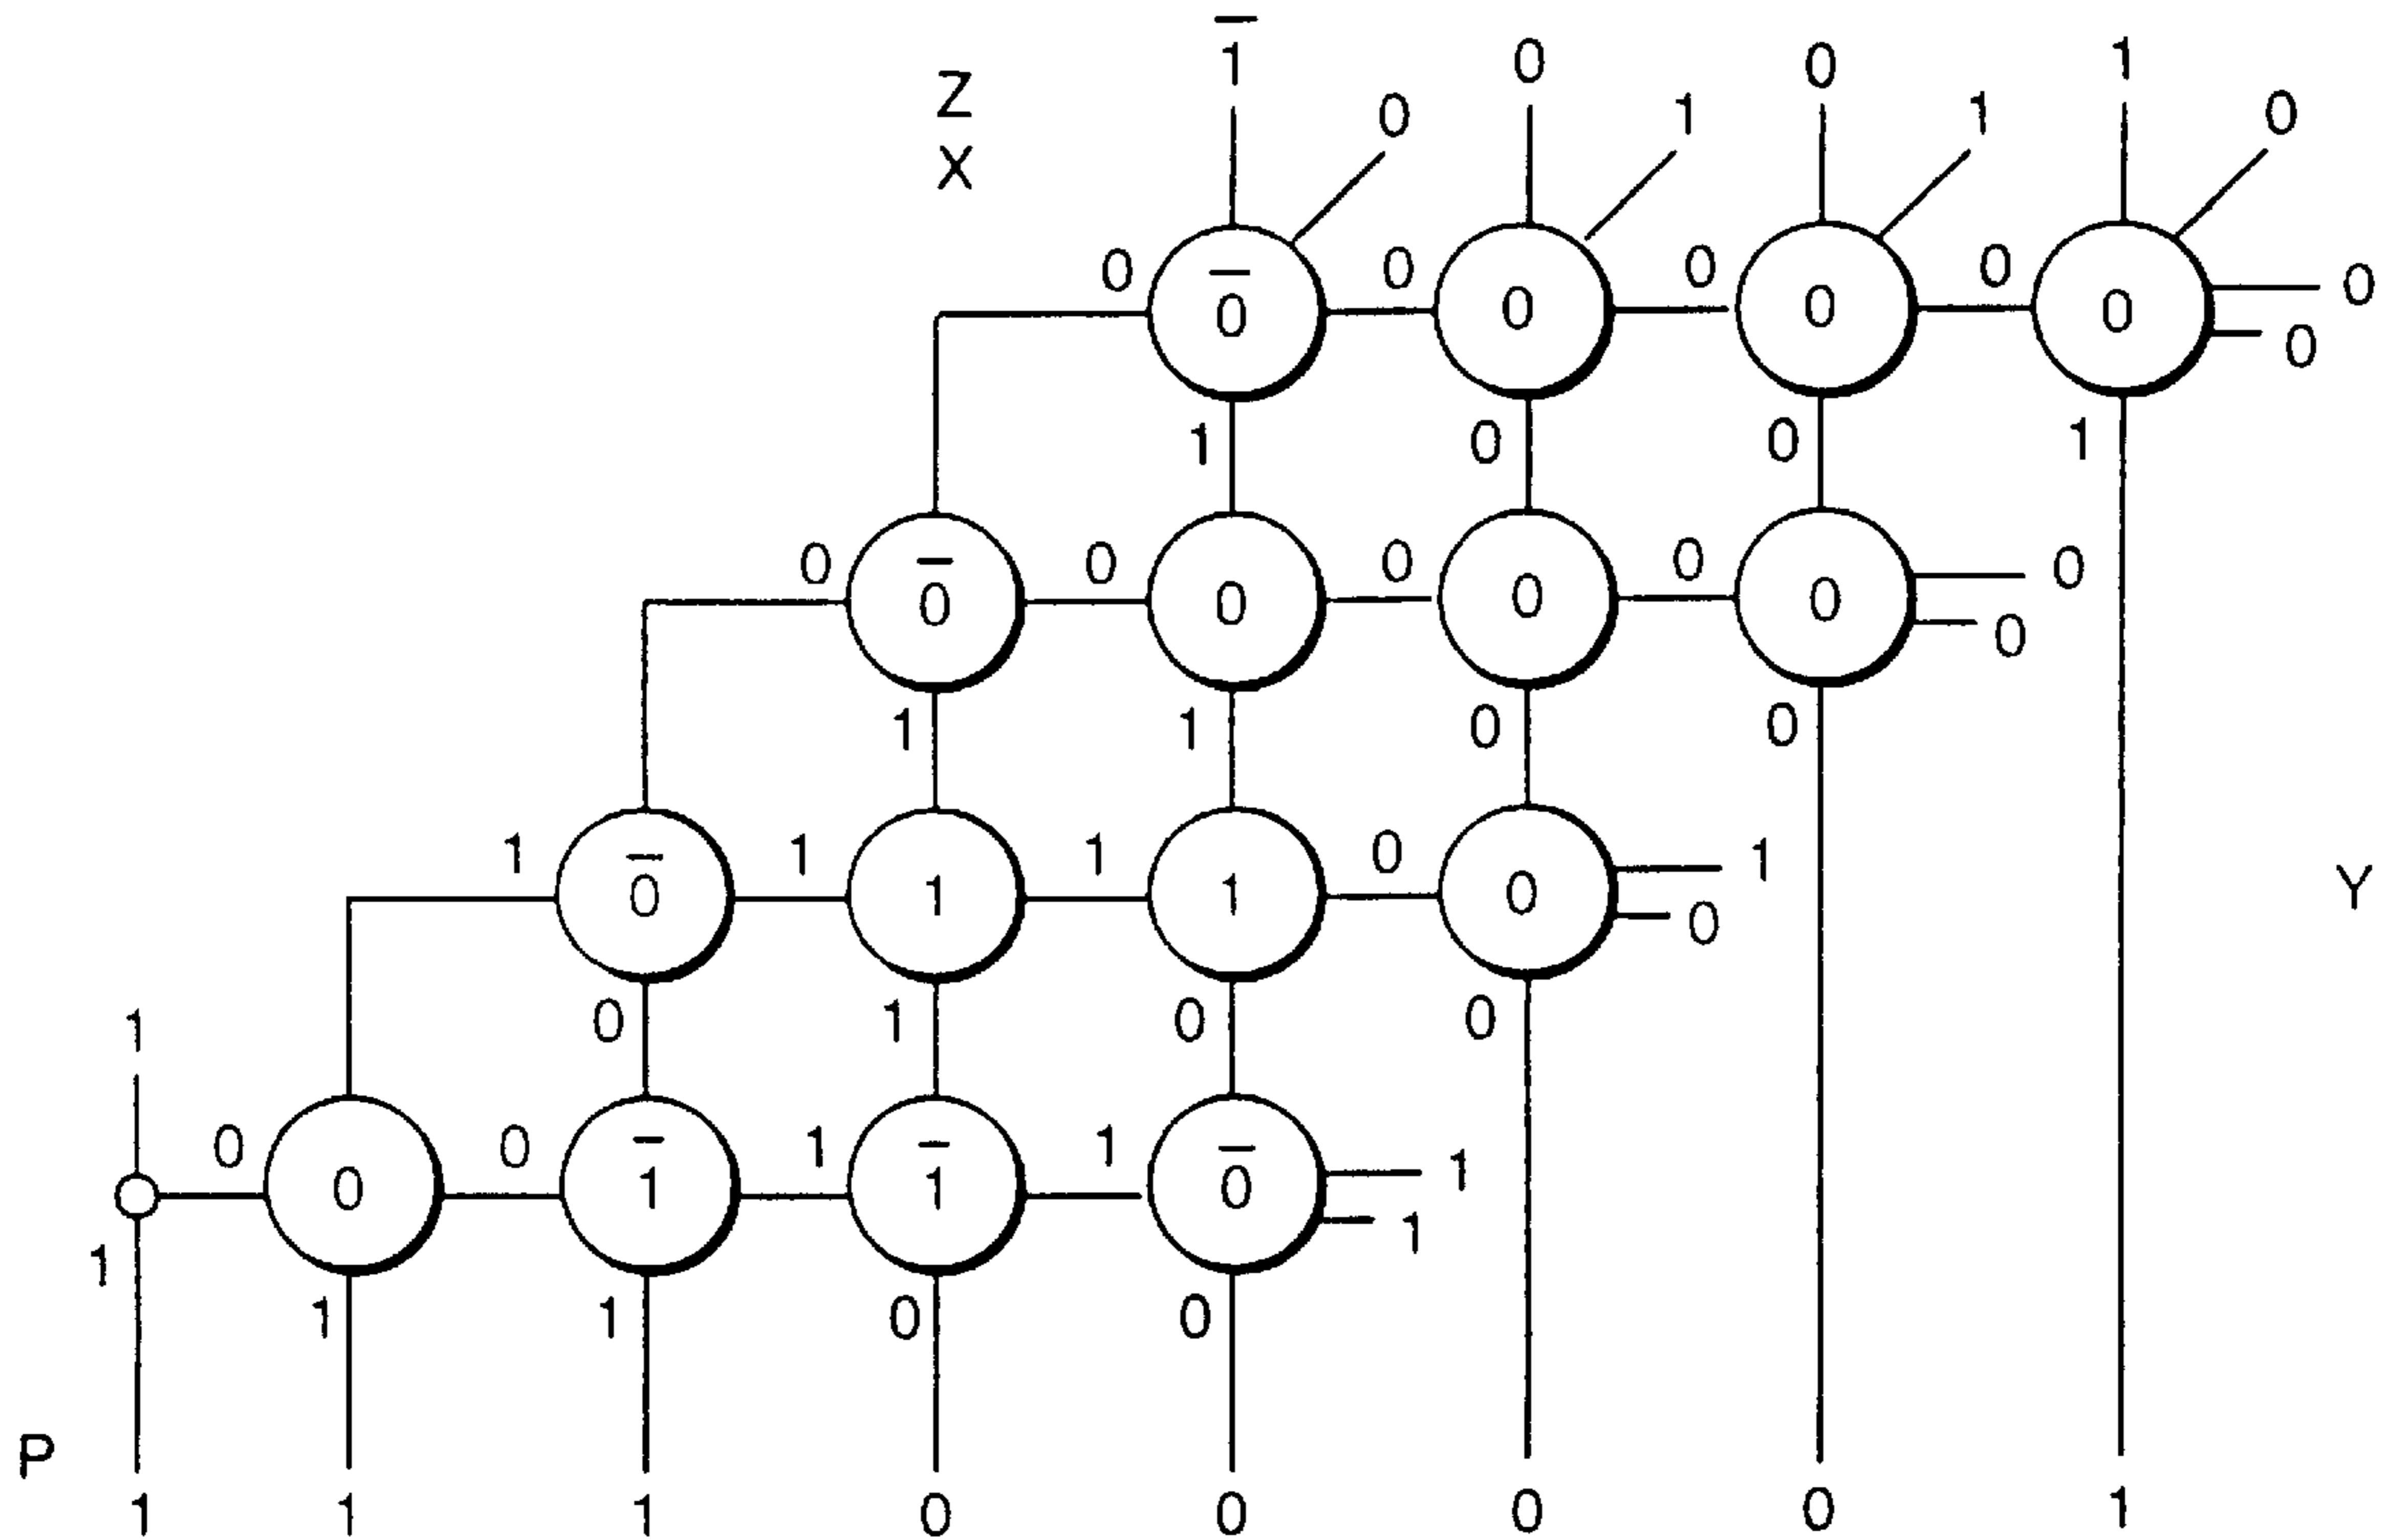 1̅ 0 0 1
Z 0 1 1 0
X
0 0̅ 0 0 0 0 0 0 0
0
1 0 0 1
0 0̅ 0 0 0 0 0 0 0
0
1 1 0 0
1 0̅ 1 1 1 1 0 0 1
0
Y
1 0 1 0 0
0 0 0 1̅ 1 1̅ 1 0̅ 1
1
1 1 1 0 0
P
1 1 1 0 0 0 0 1